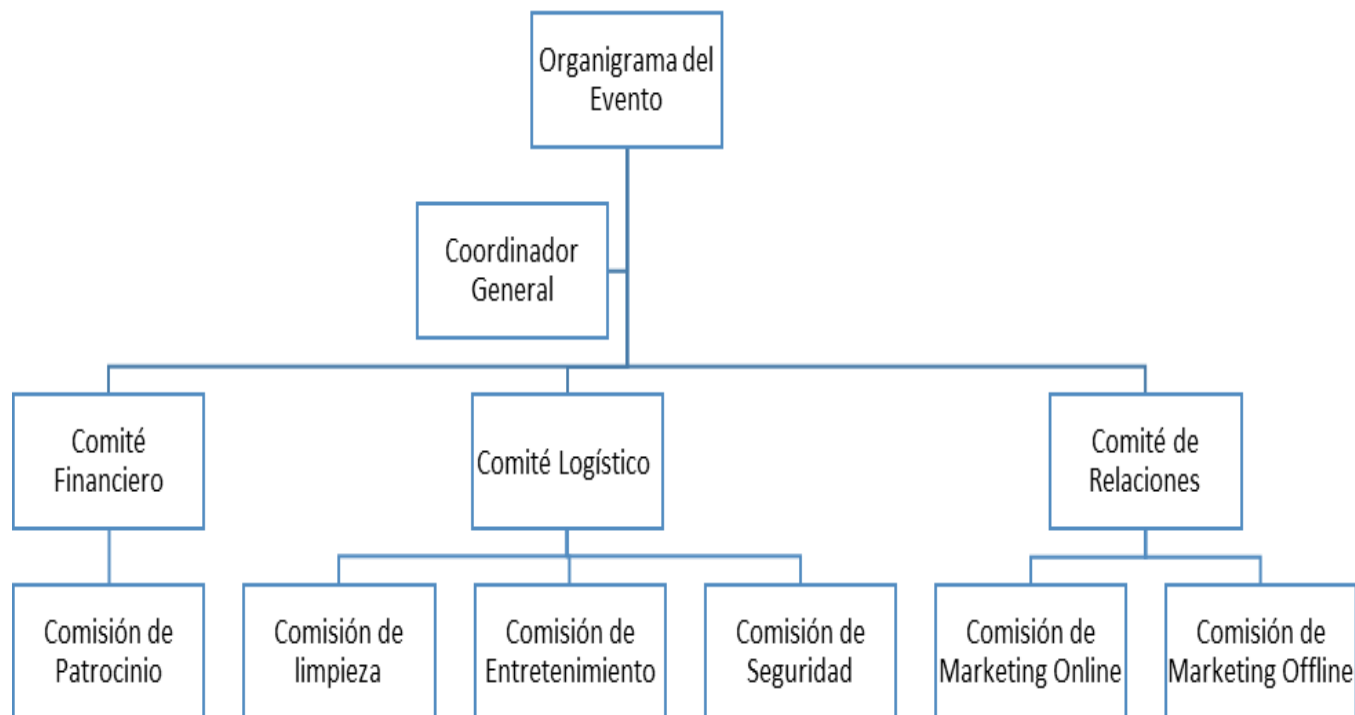 Organigrama del
Evento
Coordinador
General
Comité
Financiero
Comité Logístico
Comité de
Relaciones
Comisión de
Patrocinio
Comisión de
limpieza
Comisión de
Entretenimiento
Comisión de
Seguridad
Comisión de
Marketing Online
Comisión de
Marketing Offline